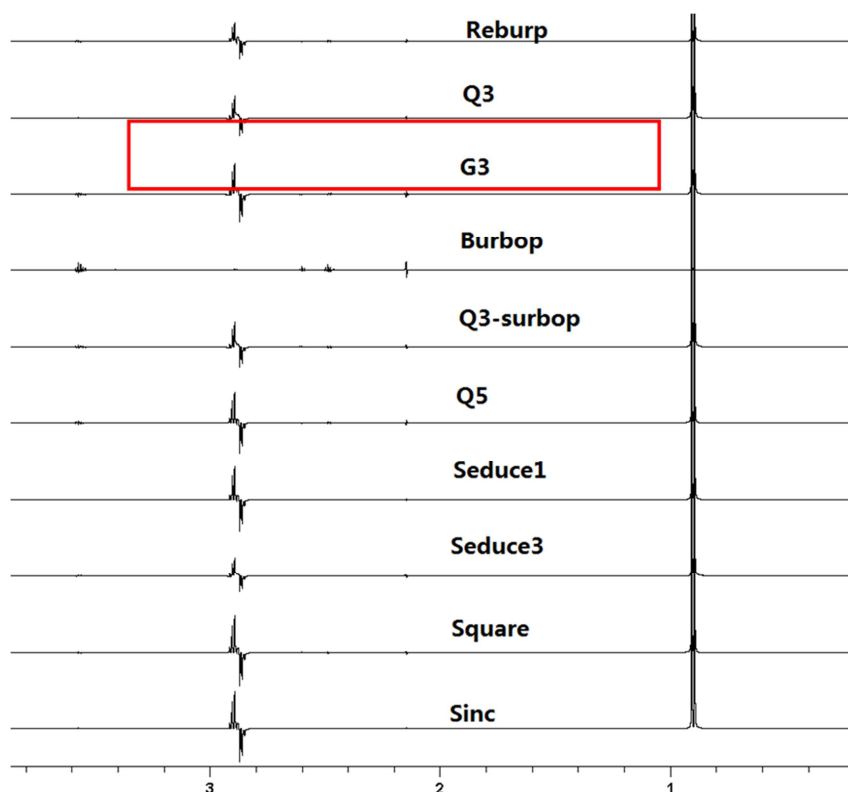 Reburp
Q3
G3
Burbop
Q3-surbop
Q5
Seduce1
Seduce3
Square
Sinc
3 2 1